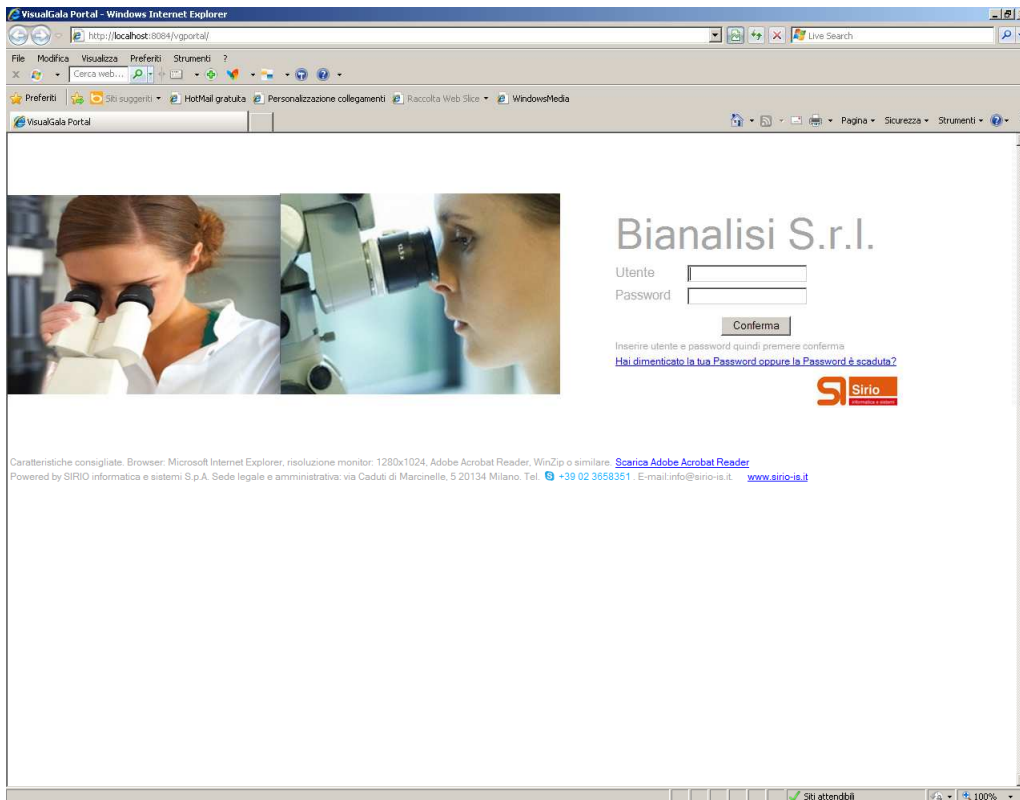 VisualGala Portal - Windows Internet Explorer
http://localhost:8084/vgportal/
Live Search
File Modifica Visualizza Preferiti Strumenti ?
Cerca web...
Preferiti Siti suggeriti HotMail gratuita Personalizzazione collegamenti Raccolta Web Slice WindowsMedia
VisualGala Portal
Pagina Sicurezza Strumenti
Bianalisi S.r.l.
Utente
Password
Conferma
Inserire utente e password quindi premere conferma
Hai dimenticato la tua Password oppure la Password è scaduta?
SI Sirio
informatica e sistemi
Caratteristiche consigliate. Browser: Microsoft Internet Explorer, risoluzione monitor: 1280x1024, Adobe Acrobat Reader, WinZip o similare. Scarica Adobe Acrobat Reader
Powered by SIRIO informatica e sistemi S.p.A. Sede legale e amministrativa: via Caduti di Marcinelle, 5 20134 Milano. Tel. +39 02 3658351 . E-mail:info@sirio-is.it. www.sirio-is.it
Siti attendibili
100%